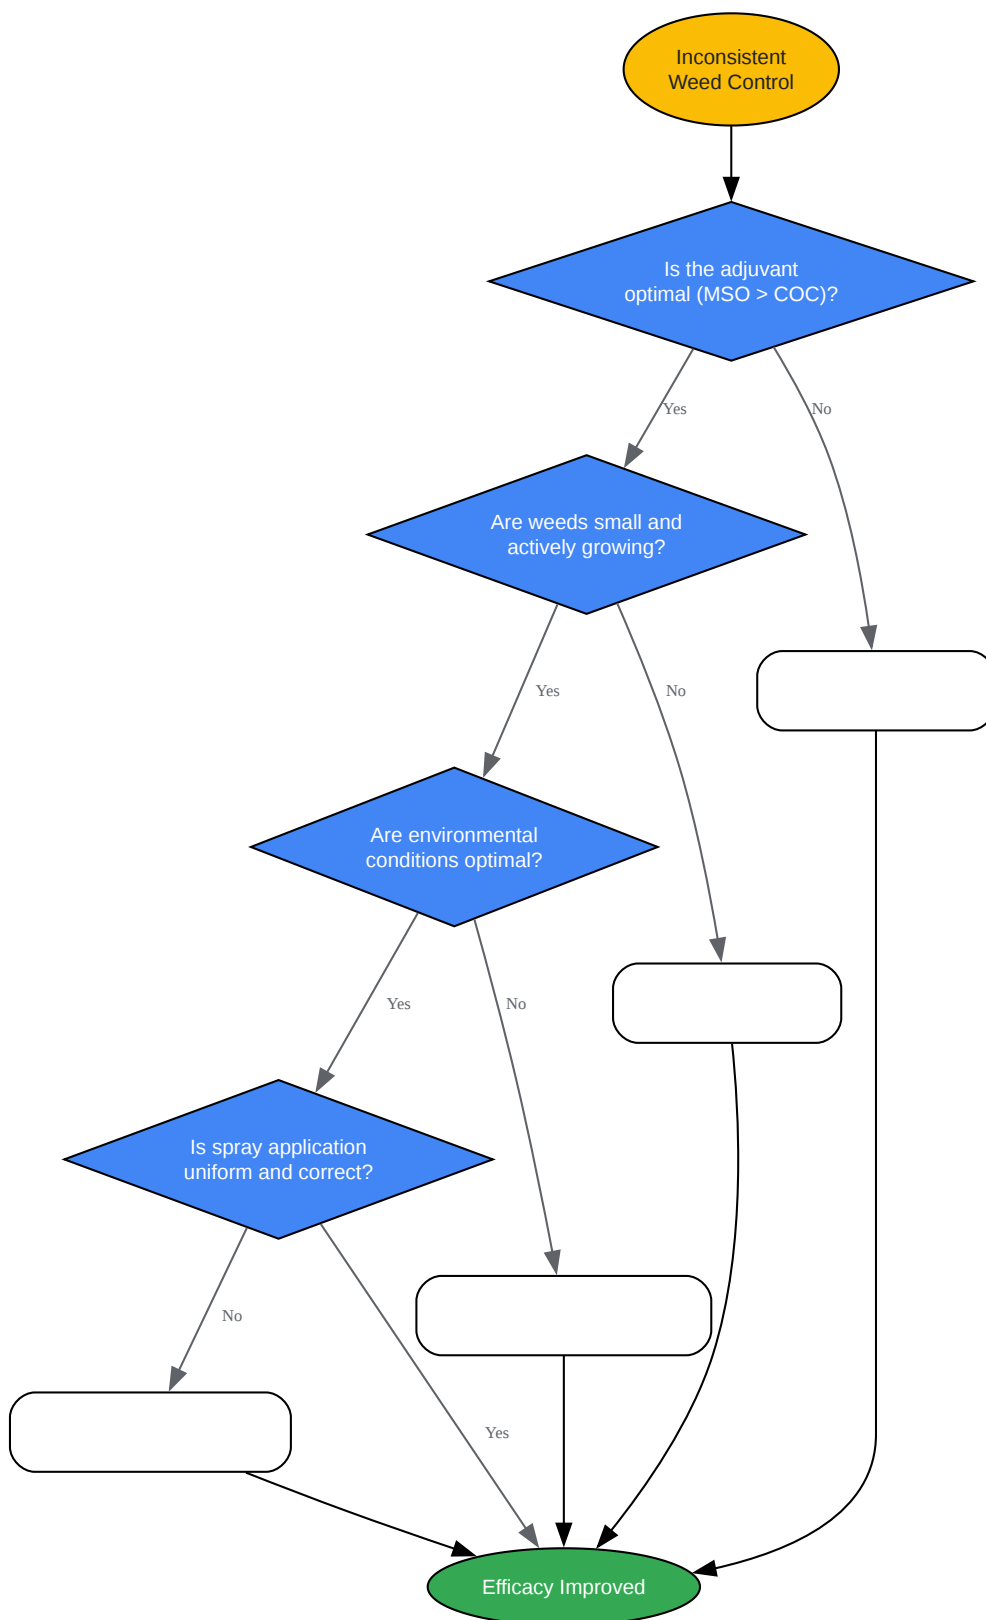 Inconsistent
Weed Control
Is the adjuvant
optimal (MSO > COC)?
Yes
No
Are weeds small and
actively growing?
Yes
No
Are environmental
conditions optimal?
Yes
No
Is spray application
uniform and correct?
No
Yes
Efficacy Improved